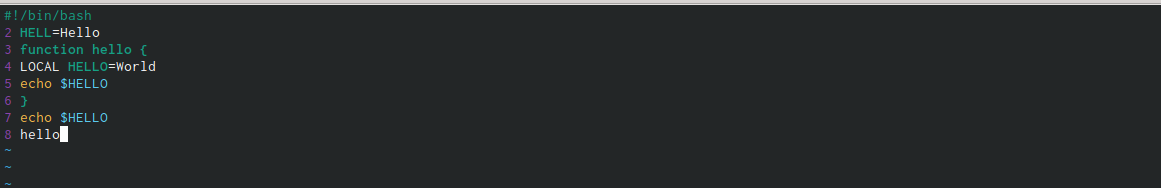 #!/bin/bash
2 HELL=Hello
3 function hello {
4 LOCAL HELLO=World
5 echo $HELLO
6 }
7 echo $HELLO
8 hello
~
~
~